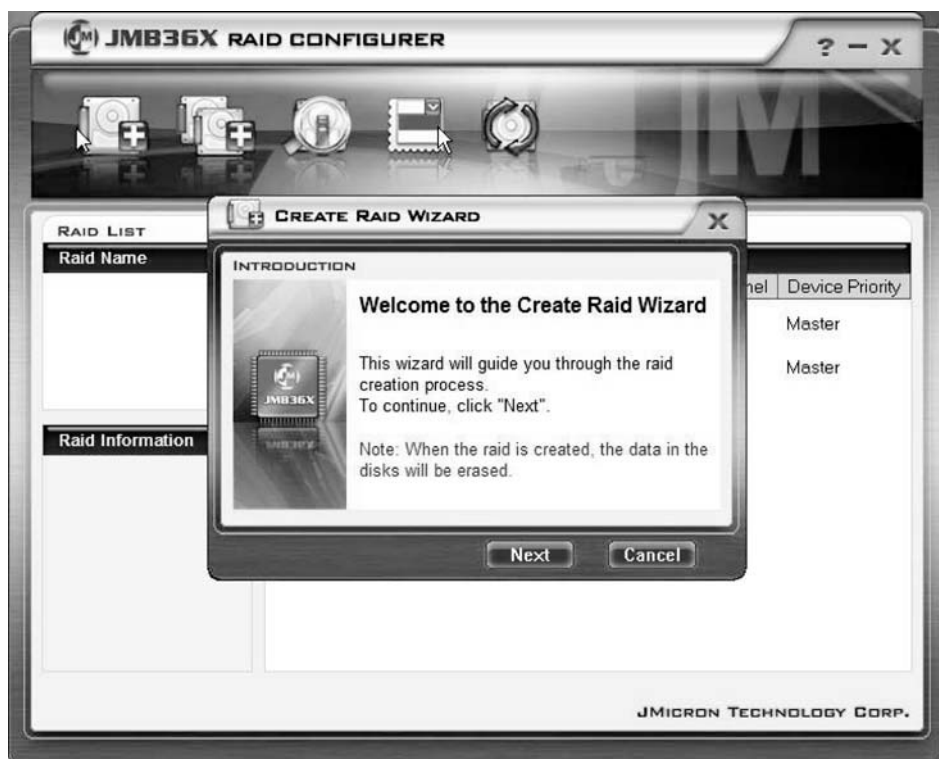 JMB36X RAID CONFIGURER
? – X
JM
RAID LIST
Raid Name
CREATE RAID WIZARD
X
INTRODUCTION
nel Device Priority
Welcome to the Create Raid Wizard
Master
This wizard will guide you through the raid
creation process.
To continue, click "Next".
Master
JMB36X
Raid Information
Note: When the raid is created, the data in the
disks will be erased.
Next Cancel
JMICRON TECHNOLOGY CORP.